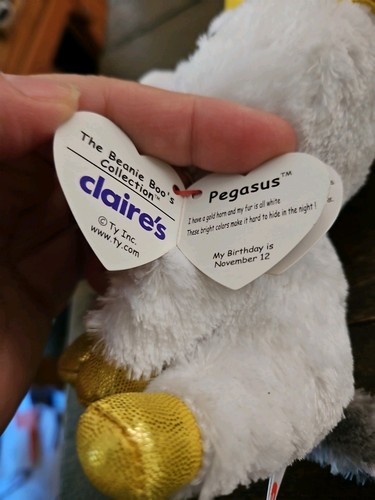 The Beanie Boo's
Collection™
claire's
© Ty Inc.
www.ty.com
Pegasus™
I have a gold horn and my fur is all white
These bright colors make it hard to hide in the night !
My Birthday is
November 12